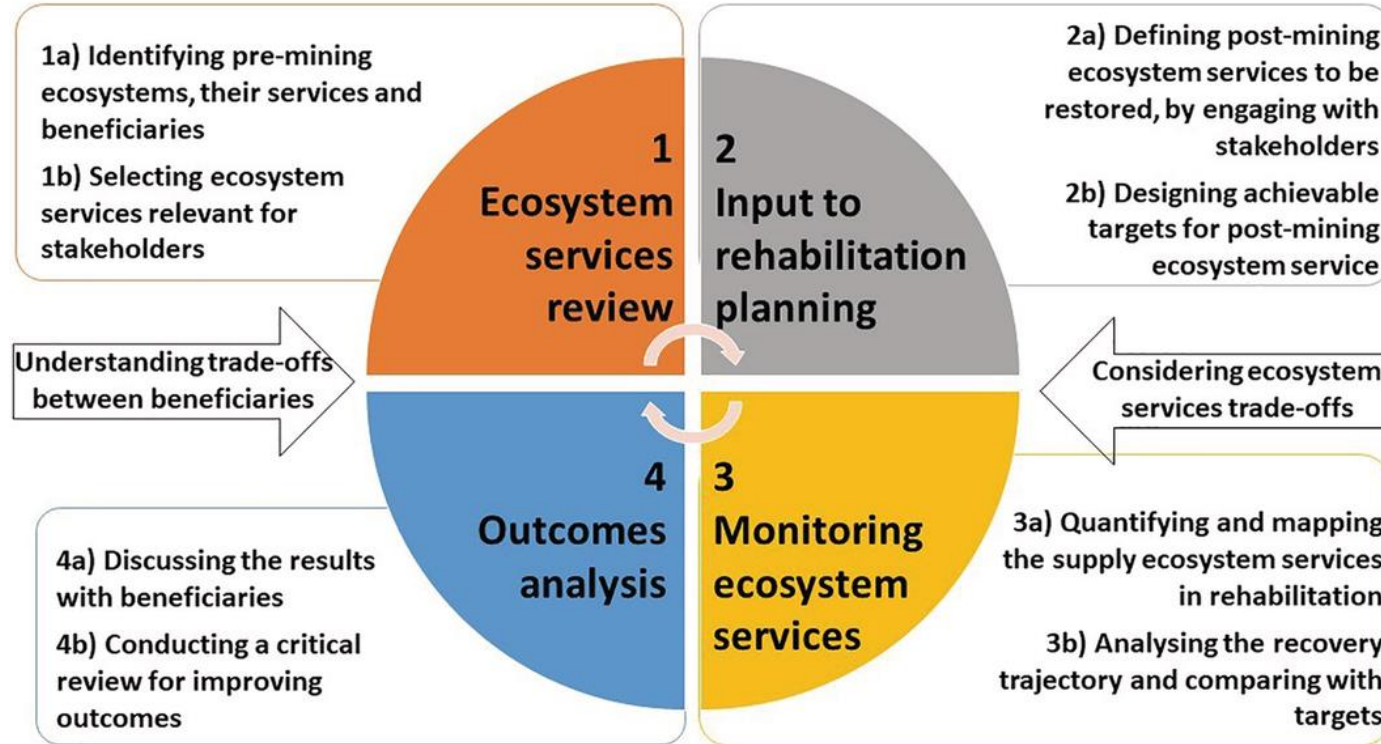 1a) Identifying pre-mining
ecosystems, their services and
beneficiaries
1b) Selecting ecosystem
services relevant for
stakeholders
1
Ecosystem
services
review
2
Input to
rehabilitation
planning
2a) Defining post-mining
ecosystem services to be
restored, by engaging with
stakeholders
2b) Designing achievable
targets for post-mining
ecosystem service
Understanding trade-offs
between beneficiaries
Considering ecosystem
services trade-offs
4a) Discussing the results
with beneficiaries
4b) Conducting a critical
review for improving
outcomes
4
Outcomes
analysis
3
Monitoring
ecosystem
services
3a) Quantifying and mapping
the supply ecosystem services
in rehabilitation
3b) Analysing the recovery
trajectory and comparing with
targets